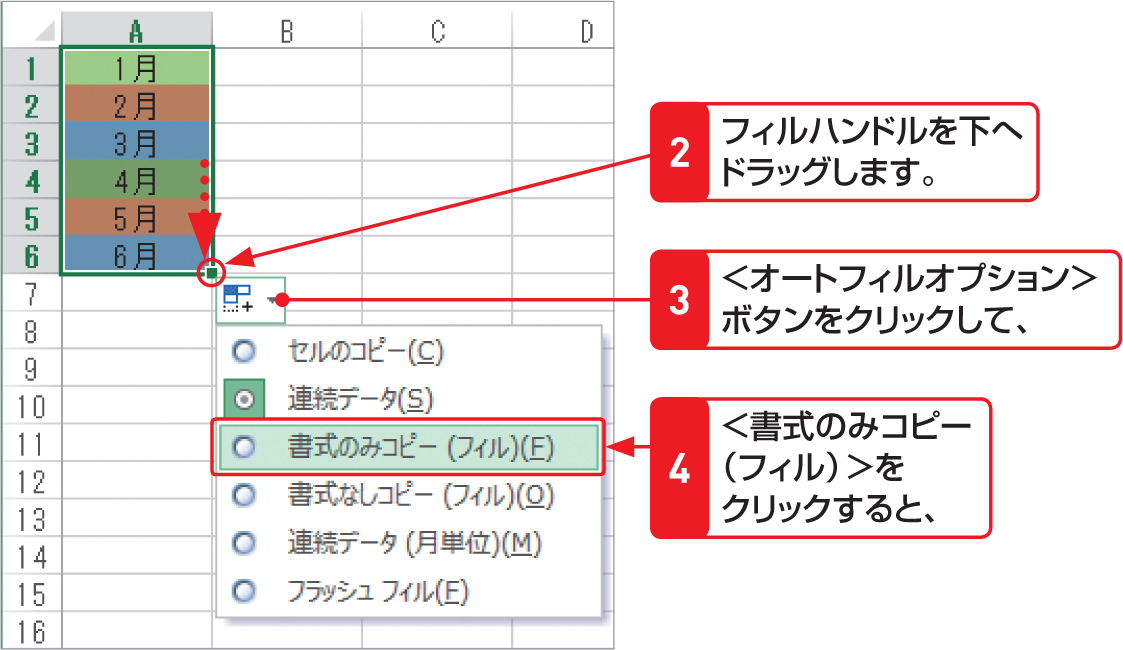 A B C D
1 1月
2 2月
3 3月
4 4月
5 5月
6 6月
7
8
9
10
11
12
13
14
15
16
セルのコピー(C)
連続データ(S)
書式のみコピー (フィル)(F)
書式なしコピー (フィル)(O)
連続データ (月単位)(M)
フラッシュ フィル(F)
2
フィルハンドルを下へ
ドラッグします。
3
<オートフィルオプション>
ボタンをクリックして、
4
<書式のみコピー
(フィル)>を
クリックすると、